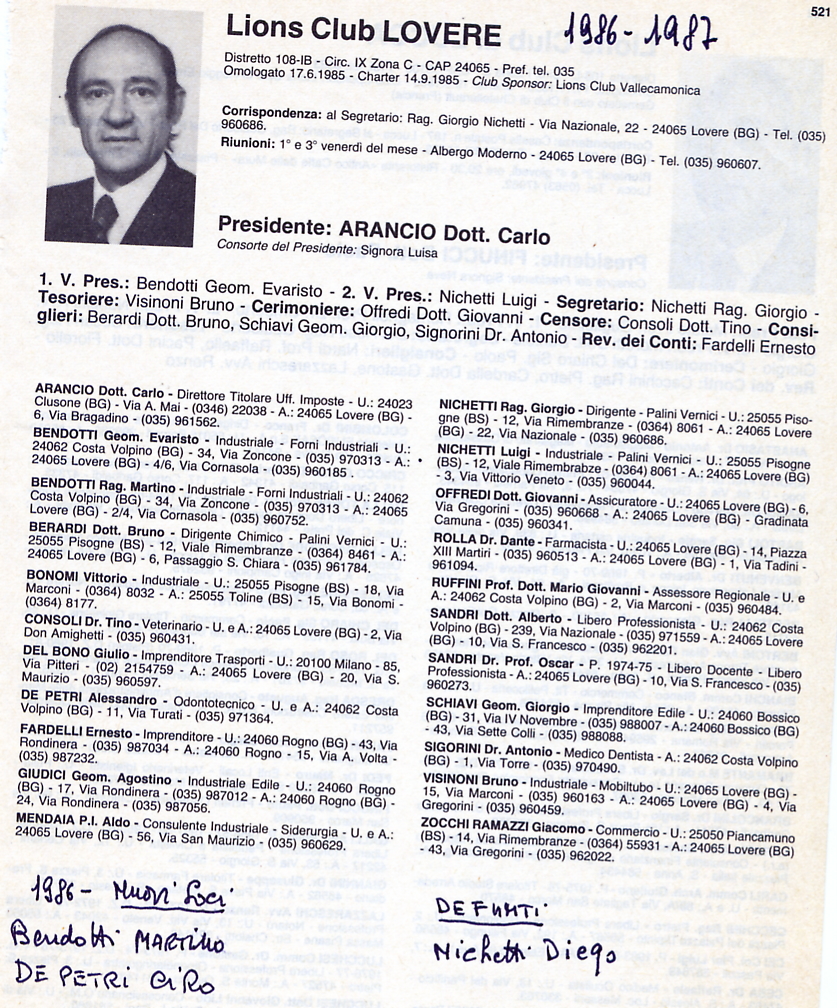 521
Lions Club LOVERE 1986-1987
Distretto 108-IB - Circ. IX Zona C - CAP 24065 - Pref. tel. 035
Omologato 17.6.1985 - Charter 14.9.1985 - Club Sponsor: Lions Club Vallecamonica
Corrispondenza: al Segretario: Rag. Giorgio Nichetti - Via Nazionale, 22 - 24065 Lovere (BG) - Tel. (035)
960686.
Riunioni: 1° e 3° venerdì del mese - Albergo Moderno - 24065 Lovere (BG) - Tel. (035) 960607.
Presidente: ARANCIO Dott. Carlo
Consorte del Presidente: Signora Luisa
1. V. Pres.: Bendotti Geom. Evaristo - 2. V. Pres.: Nichetti Luigi - Segretario: Nichetti Rag. Giorgio -
Tesoriere: Visinoni Bruno - Cerimoniere: Offredi Dott. Giovanni - Censore: Consoli Dott. Tino - Consi-
glieri: Berardi Dott. Bruno, Schiavi Geom. Giorgio, Signorini Dr. Antonio - Rev. dei Conti: Fardelli Ernesto
ARANCIO Dott. Carlo - Direttore Titolare Uff. Imposte - U.: 24023
Clusone (BG) - Via A. Mai - (0346) 22038 - A.: 24065 Lovere (BG) -
6, Via Bragadino - (035) 961562.
BENDOTTI Geom. Evaristo - Industriale - Forni Industriali - U.:
24062 Costa Volpino (BG) - 34, Via Zoncone - (035) 970313 - A.:
24065 Lovere (BG) - 4/6, Via Cornasola - (035) 960185.
BENDOTTI Rag. Martino - Industriale - Forni Industriali - U.: 24062
Costa Volpino (BG) - 34, Via Zoncone - (035) 970313 - A.: 24065
Lovere (BG) - 2/4, Via Cornasola - (035) 960752.
BERARDI Dott. Bruno - Dirigente Chimico - Palini Vernici - U.:
25055 Pisogne (BS) - 12, Viale Rimembranze - (0364) 8461 - A.:
24065 Lovere (BG) - 6, Passaggio S. Chiara - (035) 961784.
BONOMI Vittorio - Industriale - U.: 25055 Pisogne (BS) - 18, Via
Marconi - (0364) 8032 - A.: 25055 Toline (BS) - 15, Via Bonomi -
(0364) 8177.
CONSOLI Dr. Tino - Veterinario - U. e A.: 24065 Lovere (BG) - 2, Via
Don Amighetti - (035) 960431.
DEL BONO Giulio - Imprenditore Trasporti - U.: 20100 Milano - 85,
Via Pitteri - (02) 2154759 - A.: 24065 Lovere (BG) - 20, Via S.
Maurizio - (035) 960597.
DE PETRI Alessandro - Odontotecnico - U. e A.: 24062 Costa
Volpino (BG) - 11, Via Turati - (035) 971364.
FARDELLI Ernesto - Imprenditore - U.: 24060 Rogno (BG) - 43, Via
Rondinera - (035) 987034 - A.: 24060 Rogno - 15, Via A. Volta -
(035) 987232.
GIUDICI Geom. Agostino - Industriale Edile - U.: 24060 Rogno
(BG) - 17, Via Rondinera - (035) 987012 - A.: 24060 Rogno (BG) -
24, Via Rondinera - (035) 987056.
MENDAIA P.I. Aldo - Consulente Industriale - Siderurgia - U. e A.:
24065 Lovere (BG) - 56, Via San Maurizio - (035) 960629.
NICHETTI Rag. Giorgio - Dirigente - Palini Vernici - U.: 25055 Piso-
gne (BS) - 12, Via Rimembranze - (0364) 8061 - A.: 24065 Lovere
(BG) - 22, Via Nazionale - (035) 960686.
NICHETTI Luigi - Industriale - Palini Vernici - U.: 25055 Pisogne
(BS) - 12, Viale Rimembrabze - (0364) 8061 - A.: 24065 Lovere (BG)
- 3, Via Vittorio Veneto - (035) 960044.
OFFREDI Dott. Giovanni - Assicuratore - U.: 24065 Lovere (BG) - 6,
Via Gregorini - (035) 960668 - A.: 24065 Lovere (BG) - Gradinata
Camuna - (035) 960341.
ROLLA Dr. Dante - Farmacista - U.: 24065 Lovere (BG) - 14, Piazza
XIII Martiri - (035) 960513 - A.: 24065 Lovere (BG) - 1, Via Tadini -
961094.
RUFFINI Prof. Dott. Mario Giovanni - Assessore Regionale - U. e
A.: 24062 Costa Volpino (BG) - 2, Via Marconi - (035) 960484.
SANDRI Dott. Alberto - Libero Professionista - U.: 24062 Costa
Volpino (BG) - 239, Via Nazionale - (035) 971559 - A.: 24065 Lovere
(BG) - 10, Via S. Francesco - (035) 962201.
SANDRI Dr. Prof. Oscar - P. 1974-75 - Libero Docente - Libero
Professionista - A.: 24065 Lovere (BG) - 10, Via S. Francesco - (035)
960273.
SCHIAVI Geom. Giorgio - Imprenditore Edile - U.: 24060 Bossico
(BG) - 31, Via IV Novembre - (035) 988007 - A.: 24060 Bossico (BG)
- 43, Via Sette Colli - (035) 988088.
SIGORINI Dr. Antonio - Medico Dentista - A.: 24062 Costa Volpino
(BG) - 1, Via Torre - (035) 970490.
VISINONI Bruno - Industriale - Mobiltubo - U.: 24065 Lovere (BG) -
15, Via Marconi - (035) 960163 - A.: 24065 Lovere (BG) - 4, Via
Gregorini - (035) 960459.
ZOCCHI RAMAZZI Giacomo - Commercio - U.: 25050 Piancamuno
(BS) - 14, Via Rimembranze - (0364) 55931 - A.: 24065 Lovere (BG)
- 43, Via Gregorini - (035) 962022.
1986 - Nuovi Soci
Bendotti MARTINO
DE PETRI CIRO
DEFUNTI:
Nichetti Diego